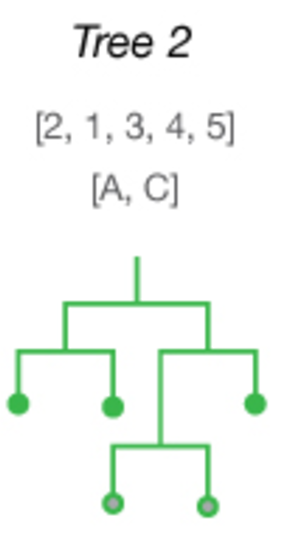 Tree 2
[2, 1, 3, 4, 5]
[A, C]